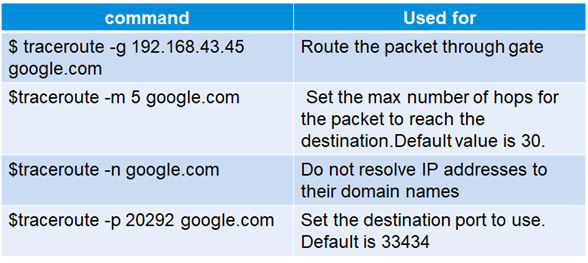 command
Used for
$ traceroute -g 192.168.43.45
google.com
Route the packet through gate
$traceroute -m 5 google.com
Set the max number of hops for
the packet to reach the
destination.Default value is 30.
$traceroute -n google.com
Do not resolve IP addresses to
their domain names
$traceroute -p 20292 google.com
Set the destination port to use.
Default is 33434